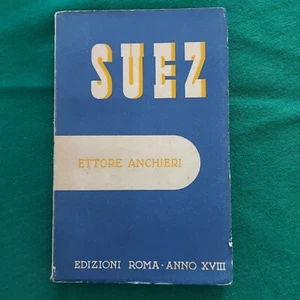 SUEZ
ETTORE ANCHIERI
EDIZIONI ROMA - ANNO XVIII